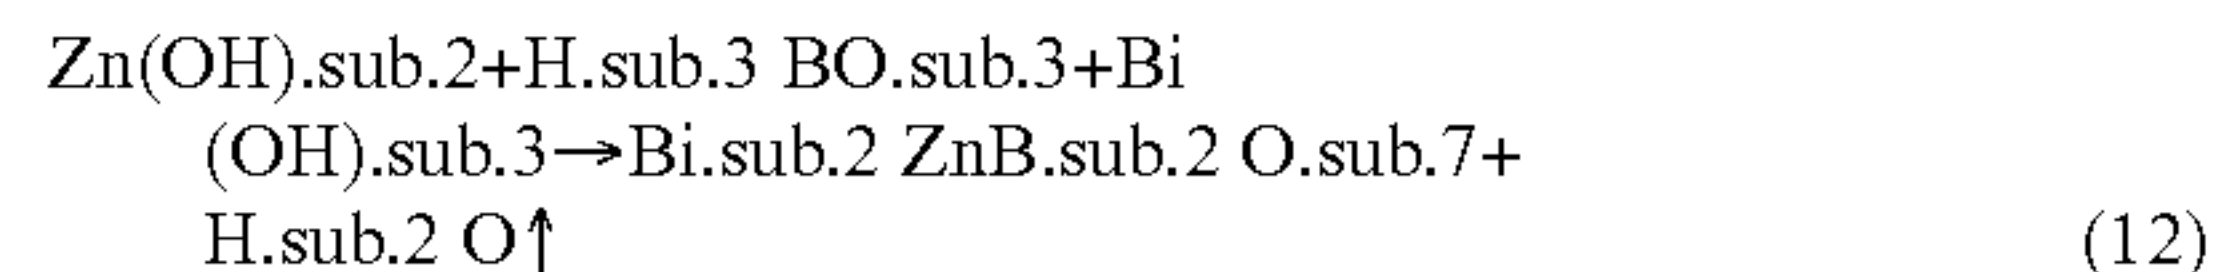 Zn(OH).sub.2+H.sub.3 BO.sub.3+Bi
(OH).sub.3→Bi.sub.2 ZnB.sub.2 O.sub.7+
H.sub.2 O↑ (12)